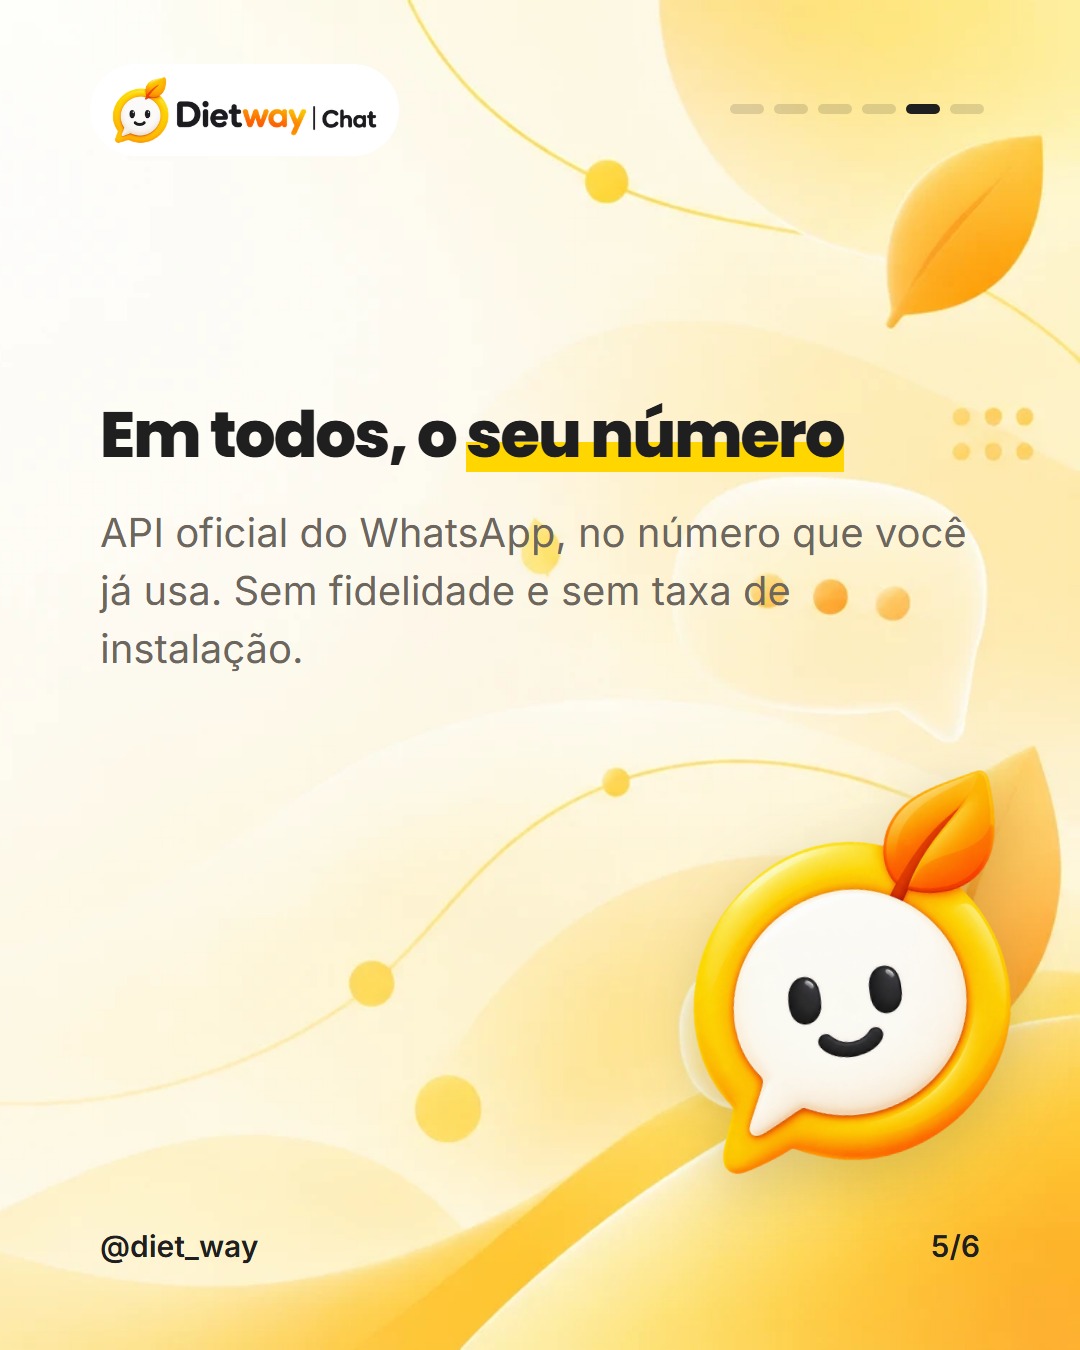 Dietway | Chat
Em todos, o seu número
API oficial do WhatsApp, no número que você
já usa. Sem fidelidade e sem taxa de
instalação.
@diet_way
5/6